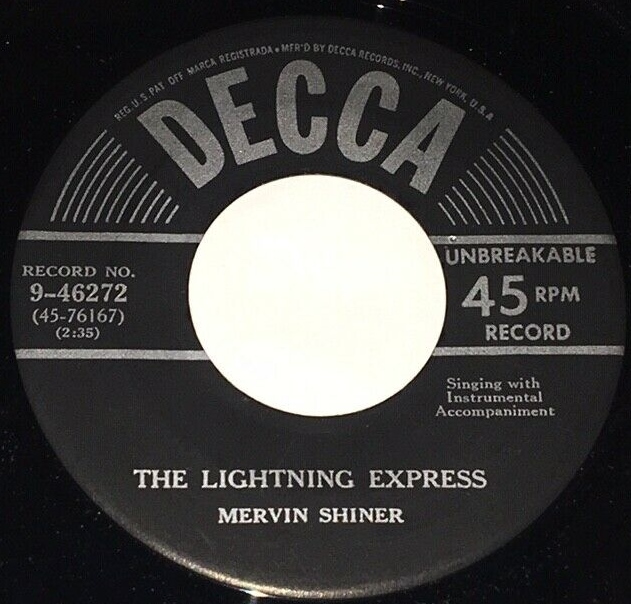 REG. U.S. PAT. OFF. MARCA REGISTRADA • MFR'D BY DECCA RECORDS, INC., NEW YORK, U.S.A.
DECCA
RECORD NO.
9-46272
(45-76167)
(2:35)
UNBREAKABLE
45 RPM
RECORD
Singing with
Instrumental
Accompaniment
THE LIGHTNING EXPRESS
MERVIN SHINER